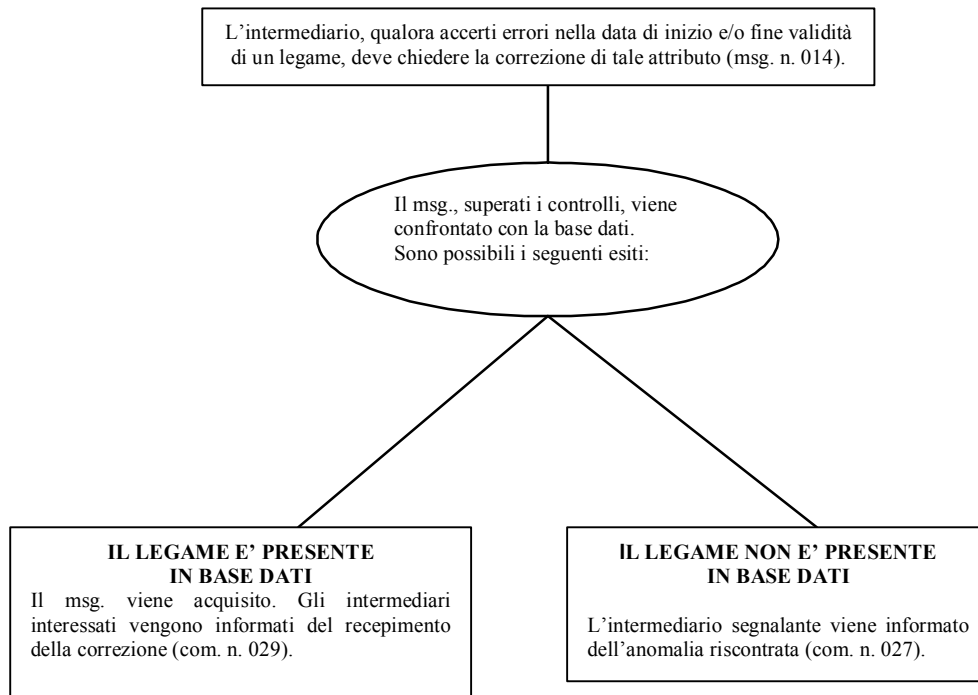 L’intermediario, qualora accerti errori nella data di inizio e/o fine validità
di un legame, deve chiedere la correzione di tale attributo (msg. n. 014).
Il msg., superati i controlli, viene
confrontato con la base dati.
Sono possibili i seguenti esiti:
IL LEGAME E’ PRESENTE
IN BASE DATI
Il msg. viene acquisito. Gli intermediari
interessati vengono informati del recepimento
della correzione (com. n. 029).
IL LEGAME NON E’ PRESENTE
IN BASE DATI
L’intermediario segnalante viene informato
dell’anomalia riscontrata (com. n. 027).